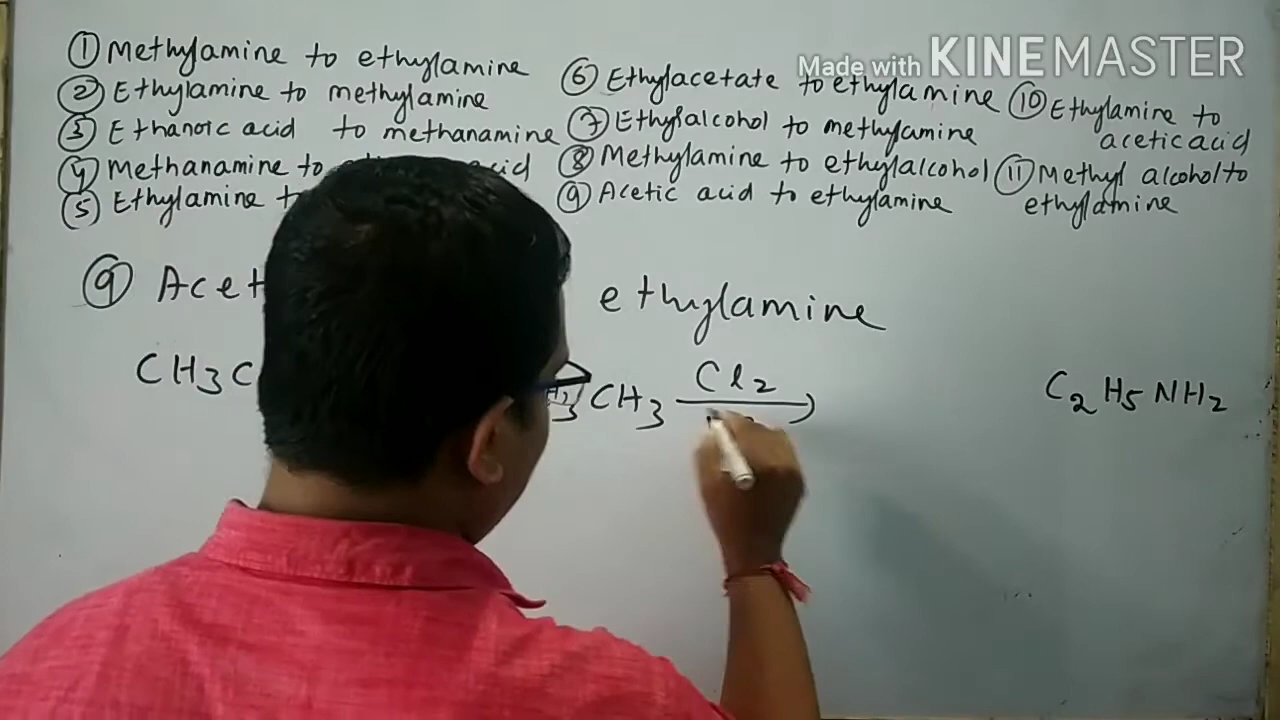 ① Methylamine to ethylamine
② Ethylamine to methylamine
③ Ethanoic acid to methanamine
④ Methanamine to
⑤ Ethylamine
⑥ Ethylacetate to ethylamine
⑦ Ethylalcohol to methylamine
⑧ Methylamine to ethylalcohol
⑨ Acetic acid to ethylamine
⑩ Ethylamine to
acetic acid
⑪ Methyl alcohol to
ethylamine
Made with KINEMASTER
⑨ Acet ethylamine
CH3C CH3 Cl2 C2H5NH2